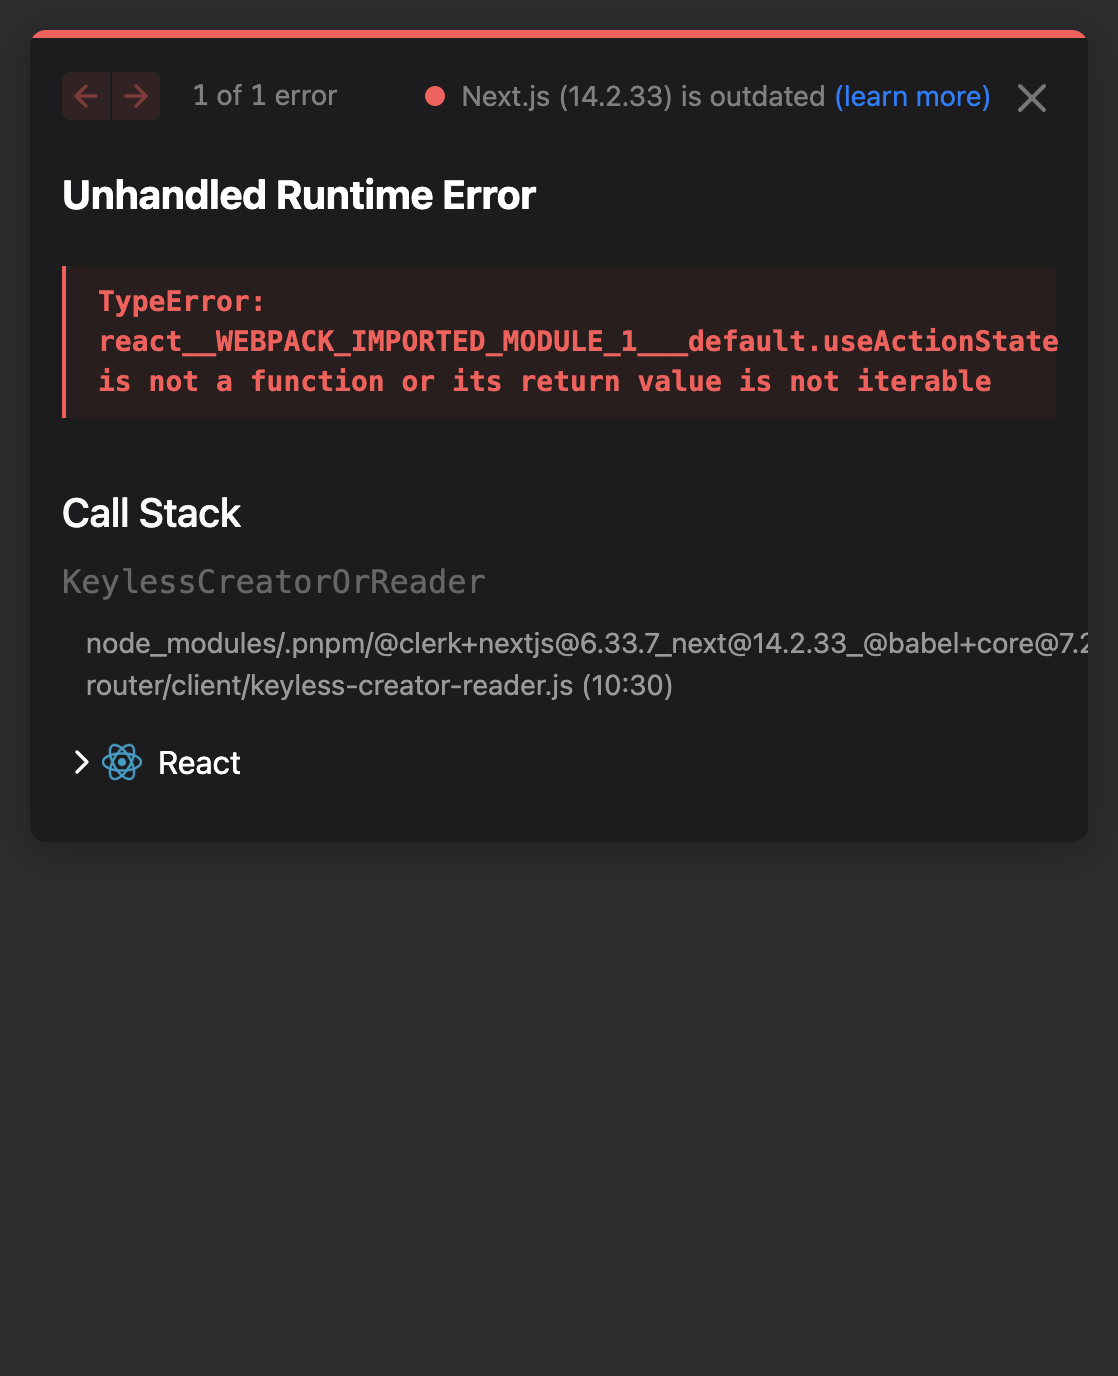 1 of 1 error
Next.js (14.2.33) is outdated (learn more)
Unhandled Runtime Error
TypeError:
react__WEBPACK_IMPORTED_MODULE_1___default.useActionState
is not a function or its return value is not iterable
Call Stack
KeylessCreatorOrReader
node_modules/.pnpm/@clerk+nextjs@6.33.7_next@14.2.33_@babel+core@7.2
router/client/keyless-creator-reader.js (10:30)
React